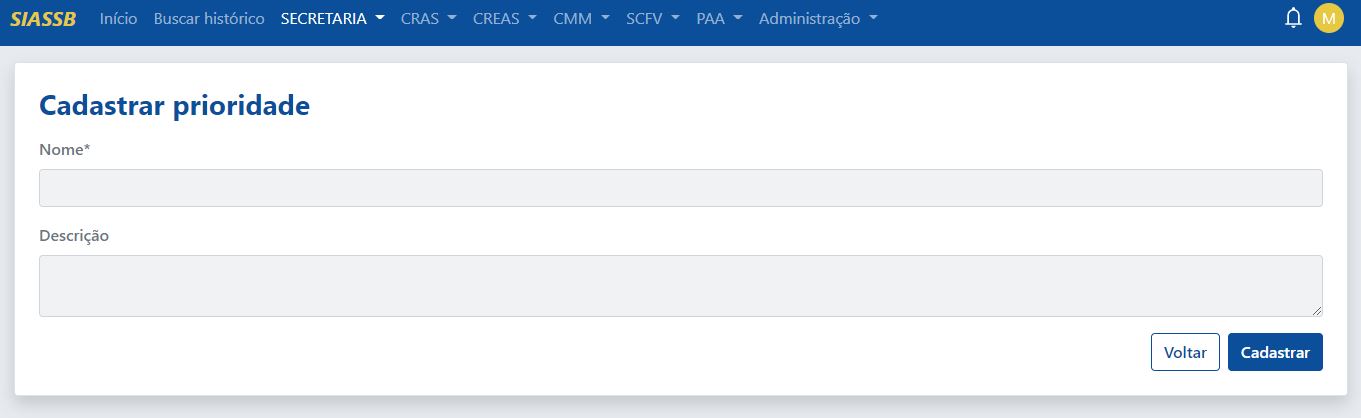 SIASSB Início Buscar histórico SECRETARIA CRAS CREAS CMM SCFV PAA Administração M
Cadastrar prioridade
Nome*
Descrição
Voltar Cadastrar